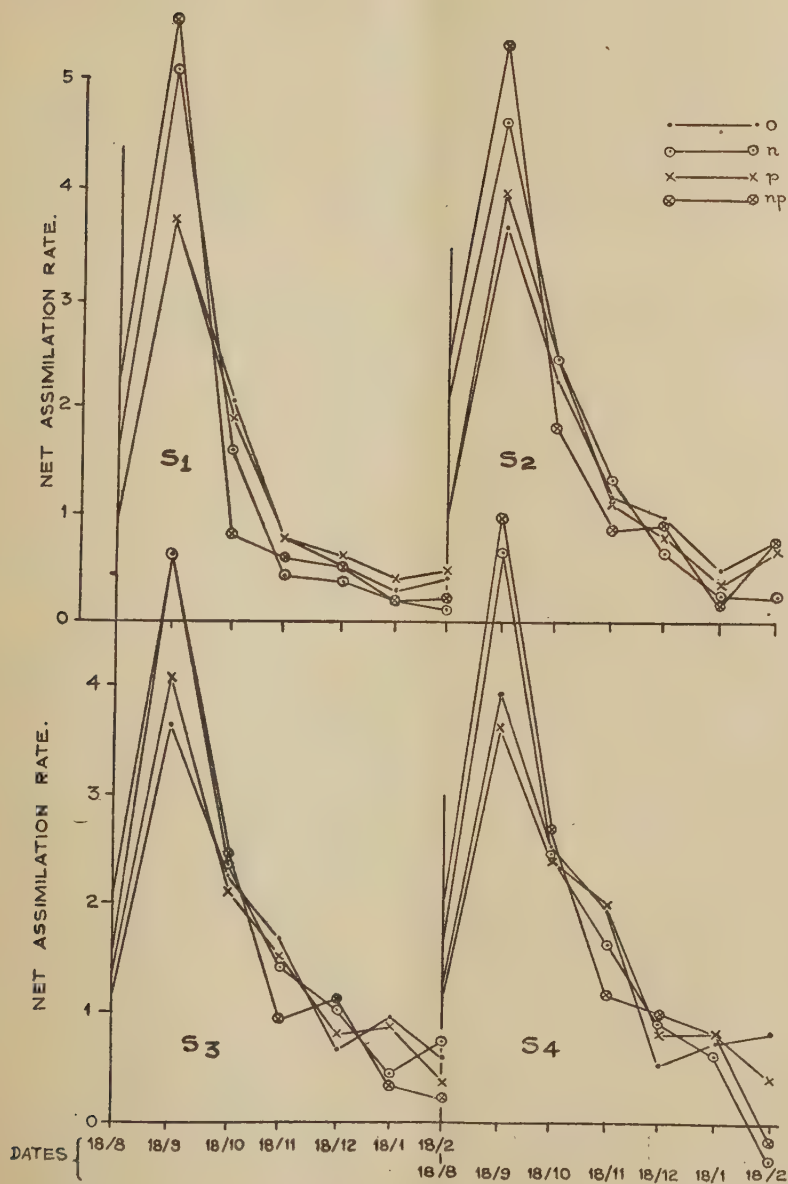 5
4
3
2
1
0
NET ASSIMILATION RATE.
S1
S2
o
n
p
np
4
3
2
1
0
NET ASSIMILATION RATE.
S3
S4
DATES { 18/8 18/9 18/10 18/11 18/12 18/1 18/2
18/8 18/9 18/10 18/11 18/12 18/1 18/2